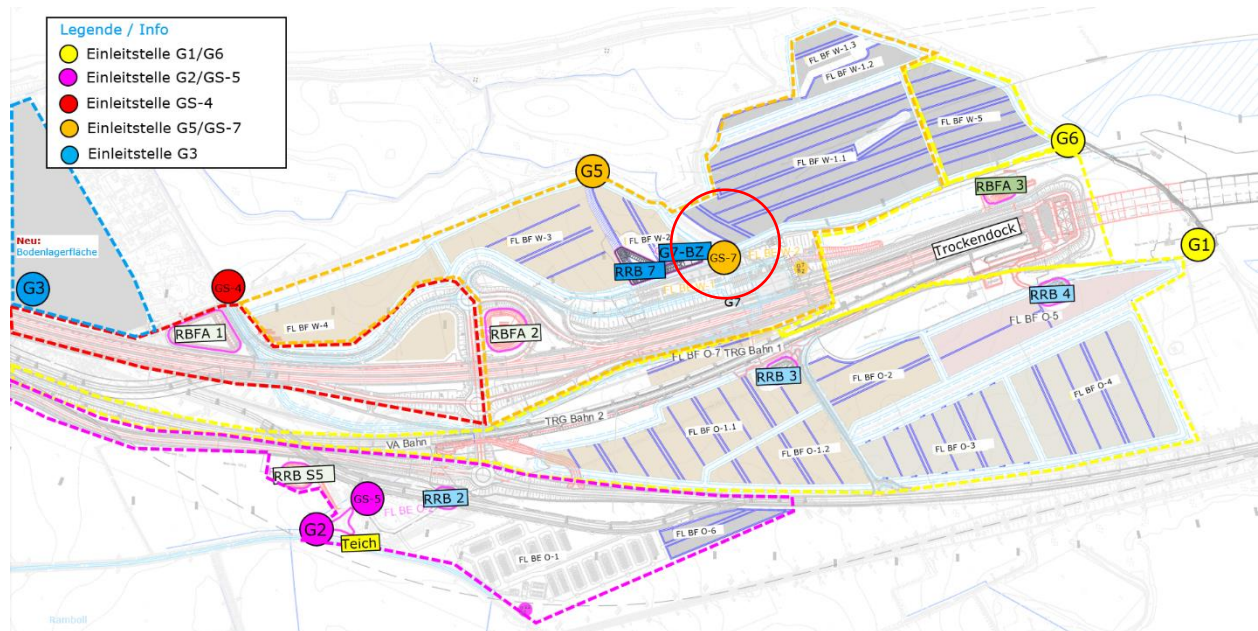 Legende / Info
Einleitstelle G1/G6
Einleitstelle G2/GS-5
Einleitstelle GS-4
Einleitstelle G5/GS-7
Einleitstelle G3
FL BF W-1.3
FL BF W-1.2
FL BF W-5
FL BF W-1.1
G6
G5
RBFA 3
FL BF W-3
FL BF W-2
Trockendock
G1
Neu:
Bodenlagerfläche
G7-BZ
GS-7
RRB 7
G3
GS-4
G7
RRB 4
FL BF O-5
FL BF W-4
RBFA 1
RBFA 2
FL BF O-7
TRG Bahn 1
RRB 3
FL BF O-2
FL BF O-4
TRG Bahn 2
FL BF O-1.1
VA Bahn
FL BF O-1.2
FL BF O-3
RRB S5
GS-5
RRB 2
FL BE O-2
G2
Teich
FL BF O-6
FL BE O-1
Ramboll